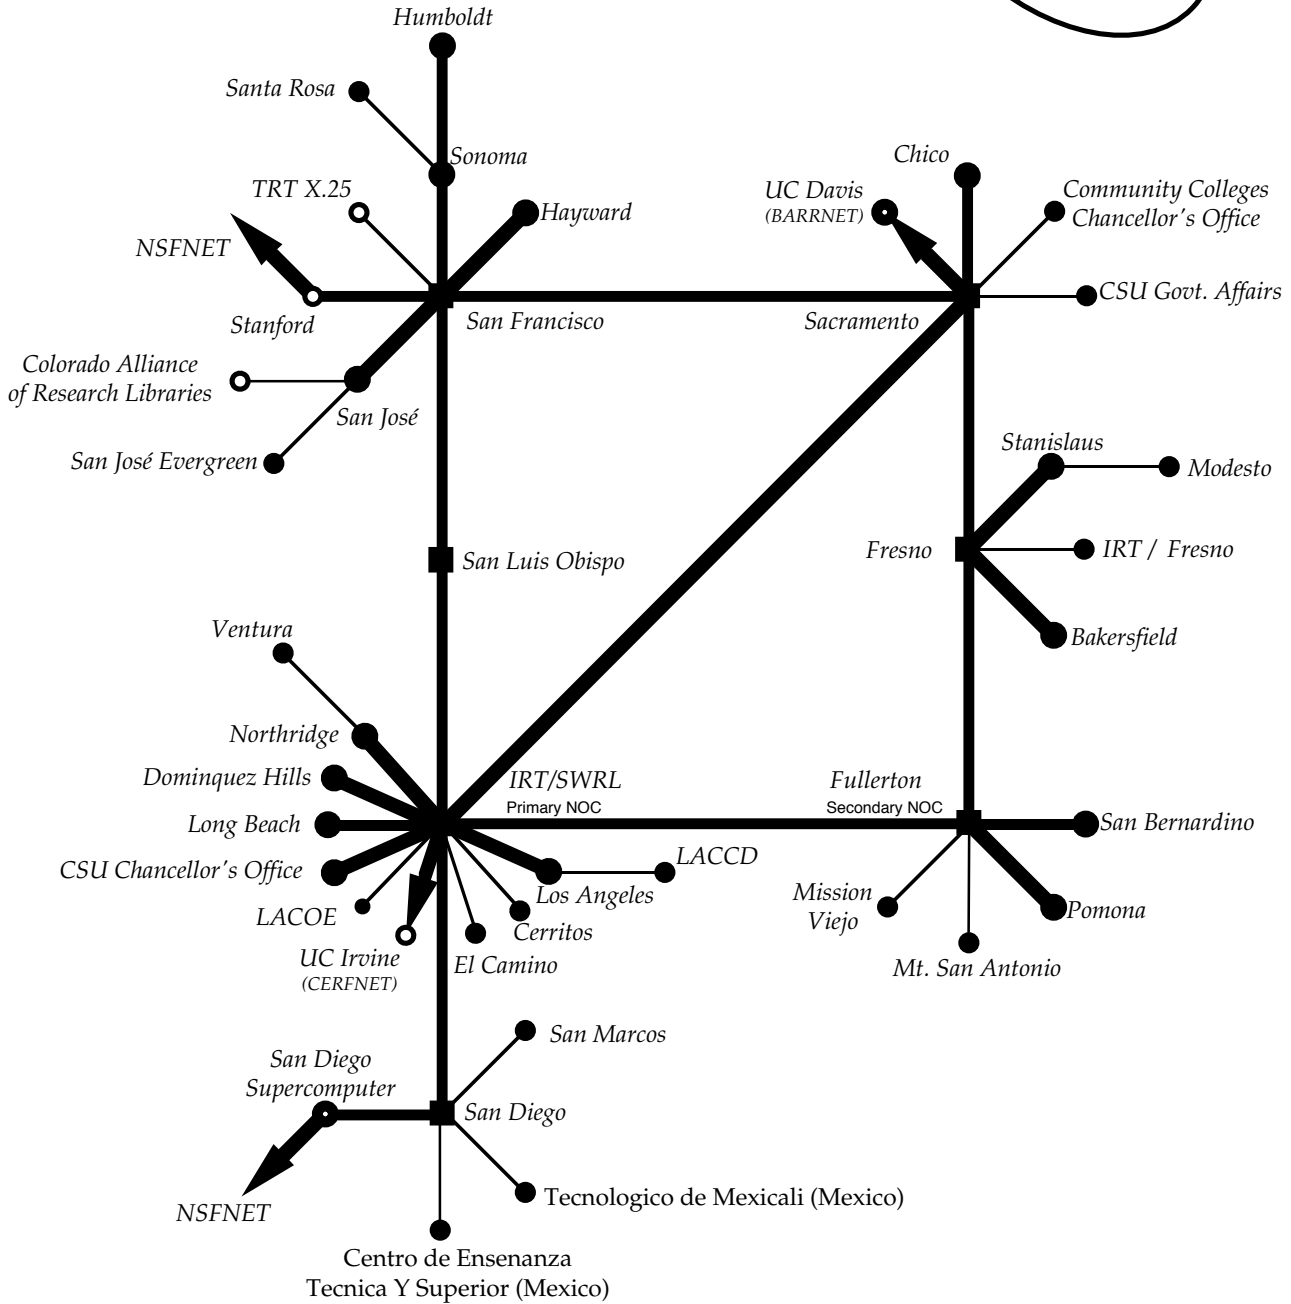 Humboldt
Santa Rosa
Sonoma
Chico
TRT X.25
UC Davis
(BARRNET)
Community Colleges
Chancellor's Office
Hayward
NSFNET
CSU Govt. Affairs
Stanford
San Francisco
Sacramento
Colorado Alliance
of Research Libraries
San José
Stanislaus
San José Evergreen
Modesto
Fresno
IRT / Fresno
San Luis Obispo
Ventura
Bakersfield
Northridge
Dominquez Hills
IRT/SWRL
Primary NOC
Fullerton
Secondary NOC
Long Beach
San Bernardino
CSU Chancellor's Office
LACCD
Los Angeles
Mission
Viejo
LACOE
Pomona
Cerritos
UC Irvine
(CERFNET)
El Camino
Mt. San Antonio
San Marcos
San Diego
Supercomputer
San Diego
Tecnologico de Mexicali (Mexico)
NSFNET
Centro de Ensenanza
Tecnica Y Superior (Mexico)